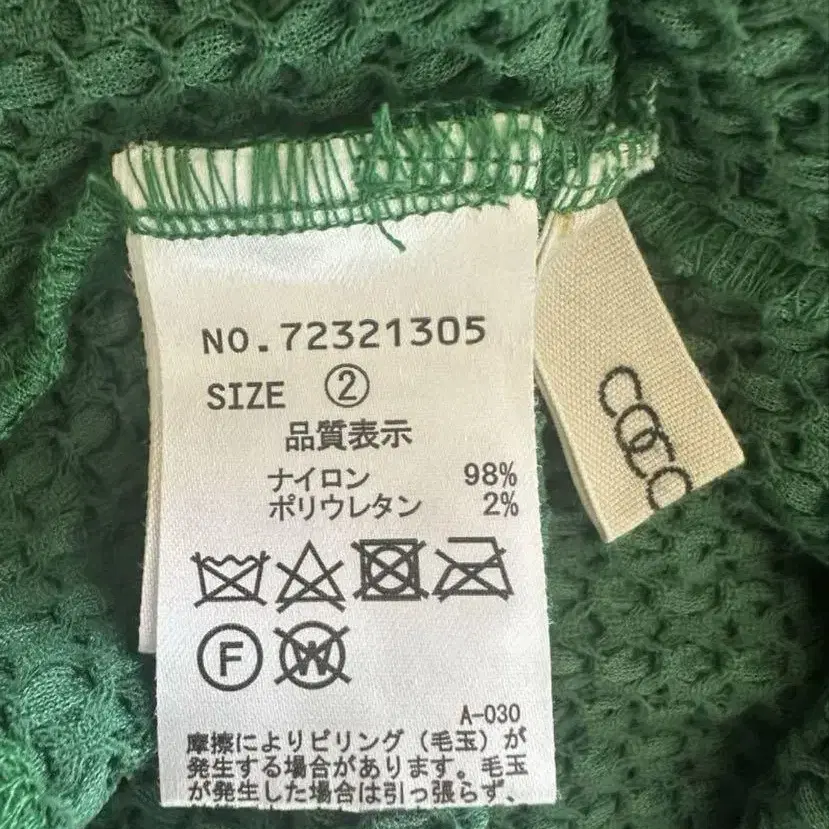 NO.72321305
SIZE ②
品質表示
ナイロン 98%
ポリウレタン 2%
F
W
A-030
摩擦によりピリング（毛玉）が
発生する場合があります。毛玉
が発生した場合は引っ張らず、
COCO